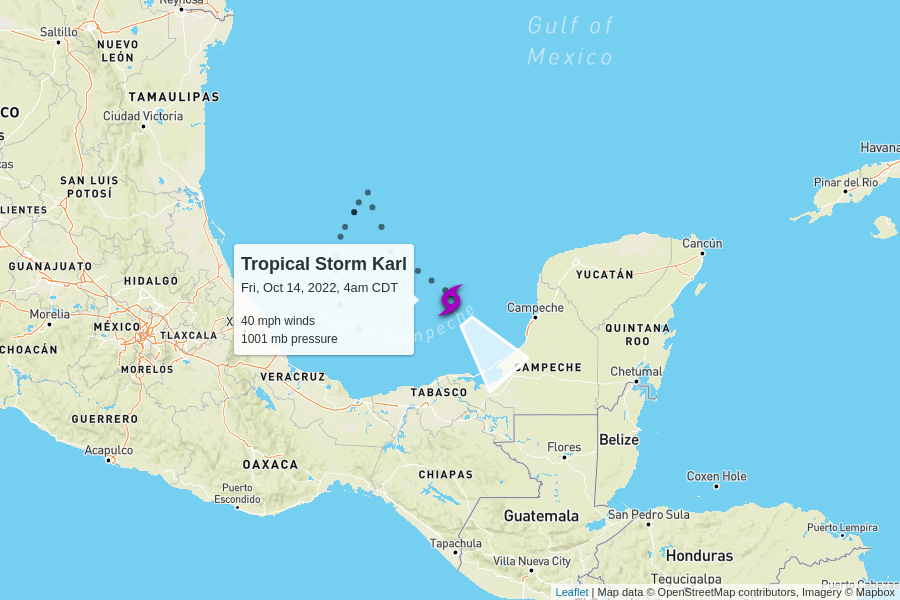 Reynosa
Saltillo
NUEVO
LEÓN
Gulf of
Mexico
TAMAULIPAS
CO
Ciudad Victoria
Havana
SAN LUIS
POTOSÍ
Pinar del Rio
LIENTES
Cancún
Tropical Storm Karl
Fri, Oct 14, 2022, 4am CDT
40 mph winds
1001 mb pressure
GUANAJUATO
HIDALGO
YUCATÁN
Campeche
Morelia
MÉXICO
X
TLAXCALA
Campeche
QUINTANA
ROO
CHOACÁN
MORELOS
VERACRUZ
CAMPECHE
Chetumal
TABASCO
GUERRERO
Acapulco
Flores
Belize
OAXACA
CHIAPAS
Coxen Hole
Puerto
Escondido
Guatemala
San Pedro Sula
Puerto Lempira
Tapachula
Villa Nueva City
Honduras
Tegucigalpa
Puerto Cabezas
Leaflet | Map data © OpenStreetMap contributors, Imagery © Mapbox